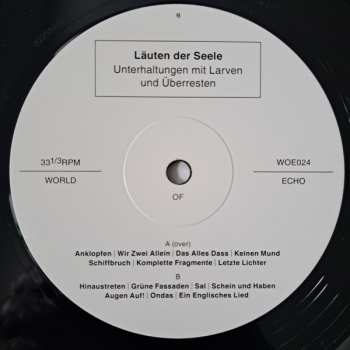 B
Läuten der Seele
Unterhaltungen mit Larven
und Überresten
33 1/3 RPM
WOE024
WORLD
ECHO
OF
A (over)
Anklopfen | Wir Zwei Allein | Das Alles Dass | Keinen Mund
Schiffbruch | Komplette Fragmente | Letzte Lichter
B
Hinaustreten | Grüne Fassaden | Sal | Schein und Haben
Augen Auf! | Ondas | Ein Englisches Lied